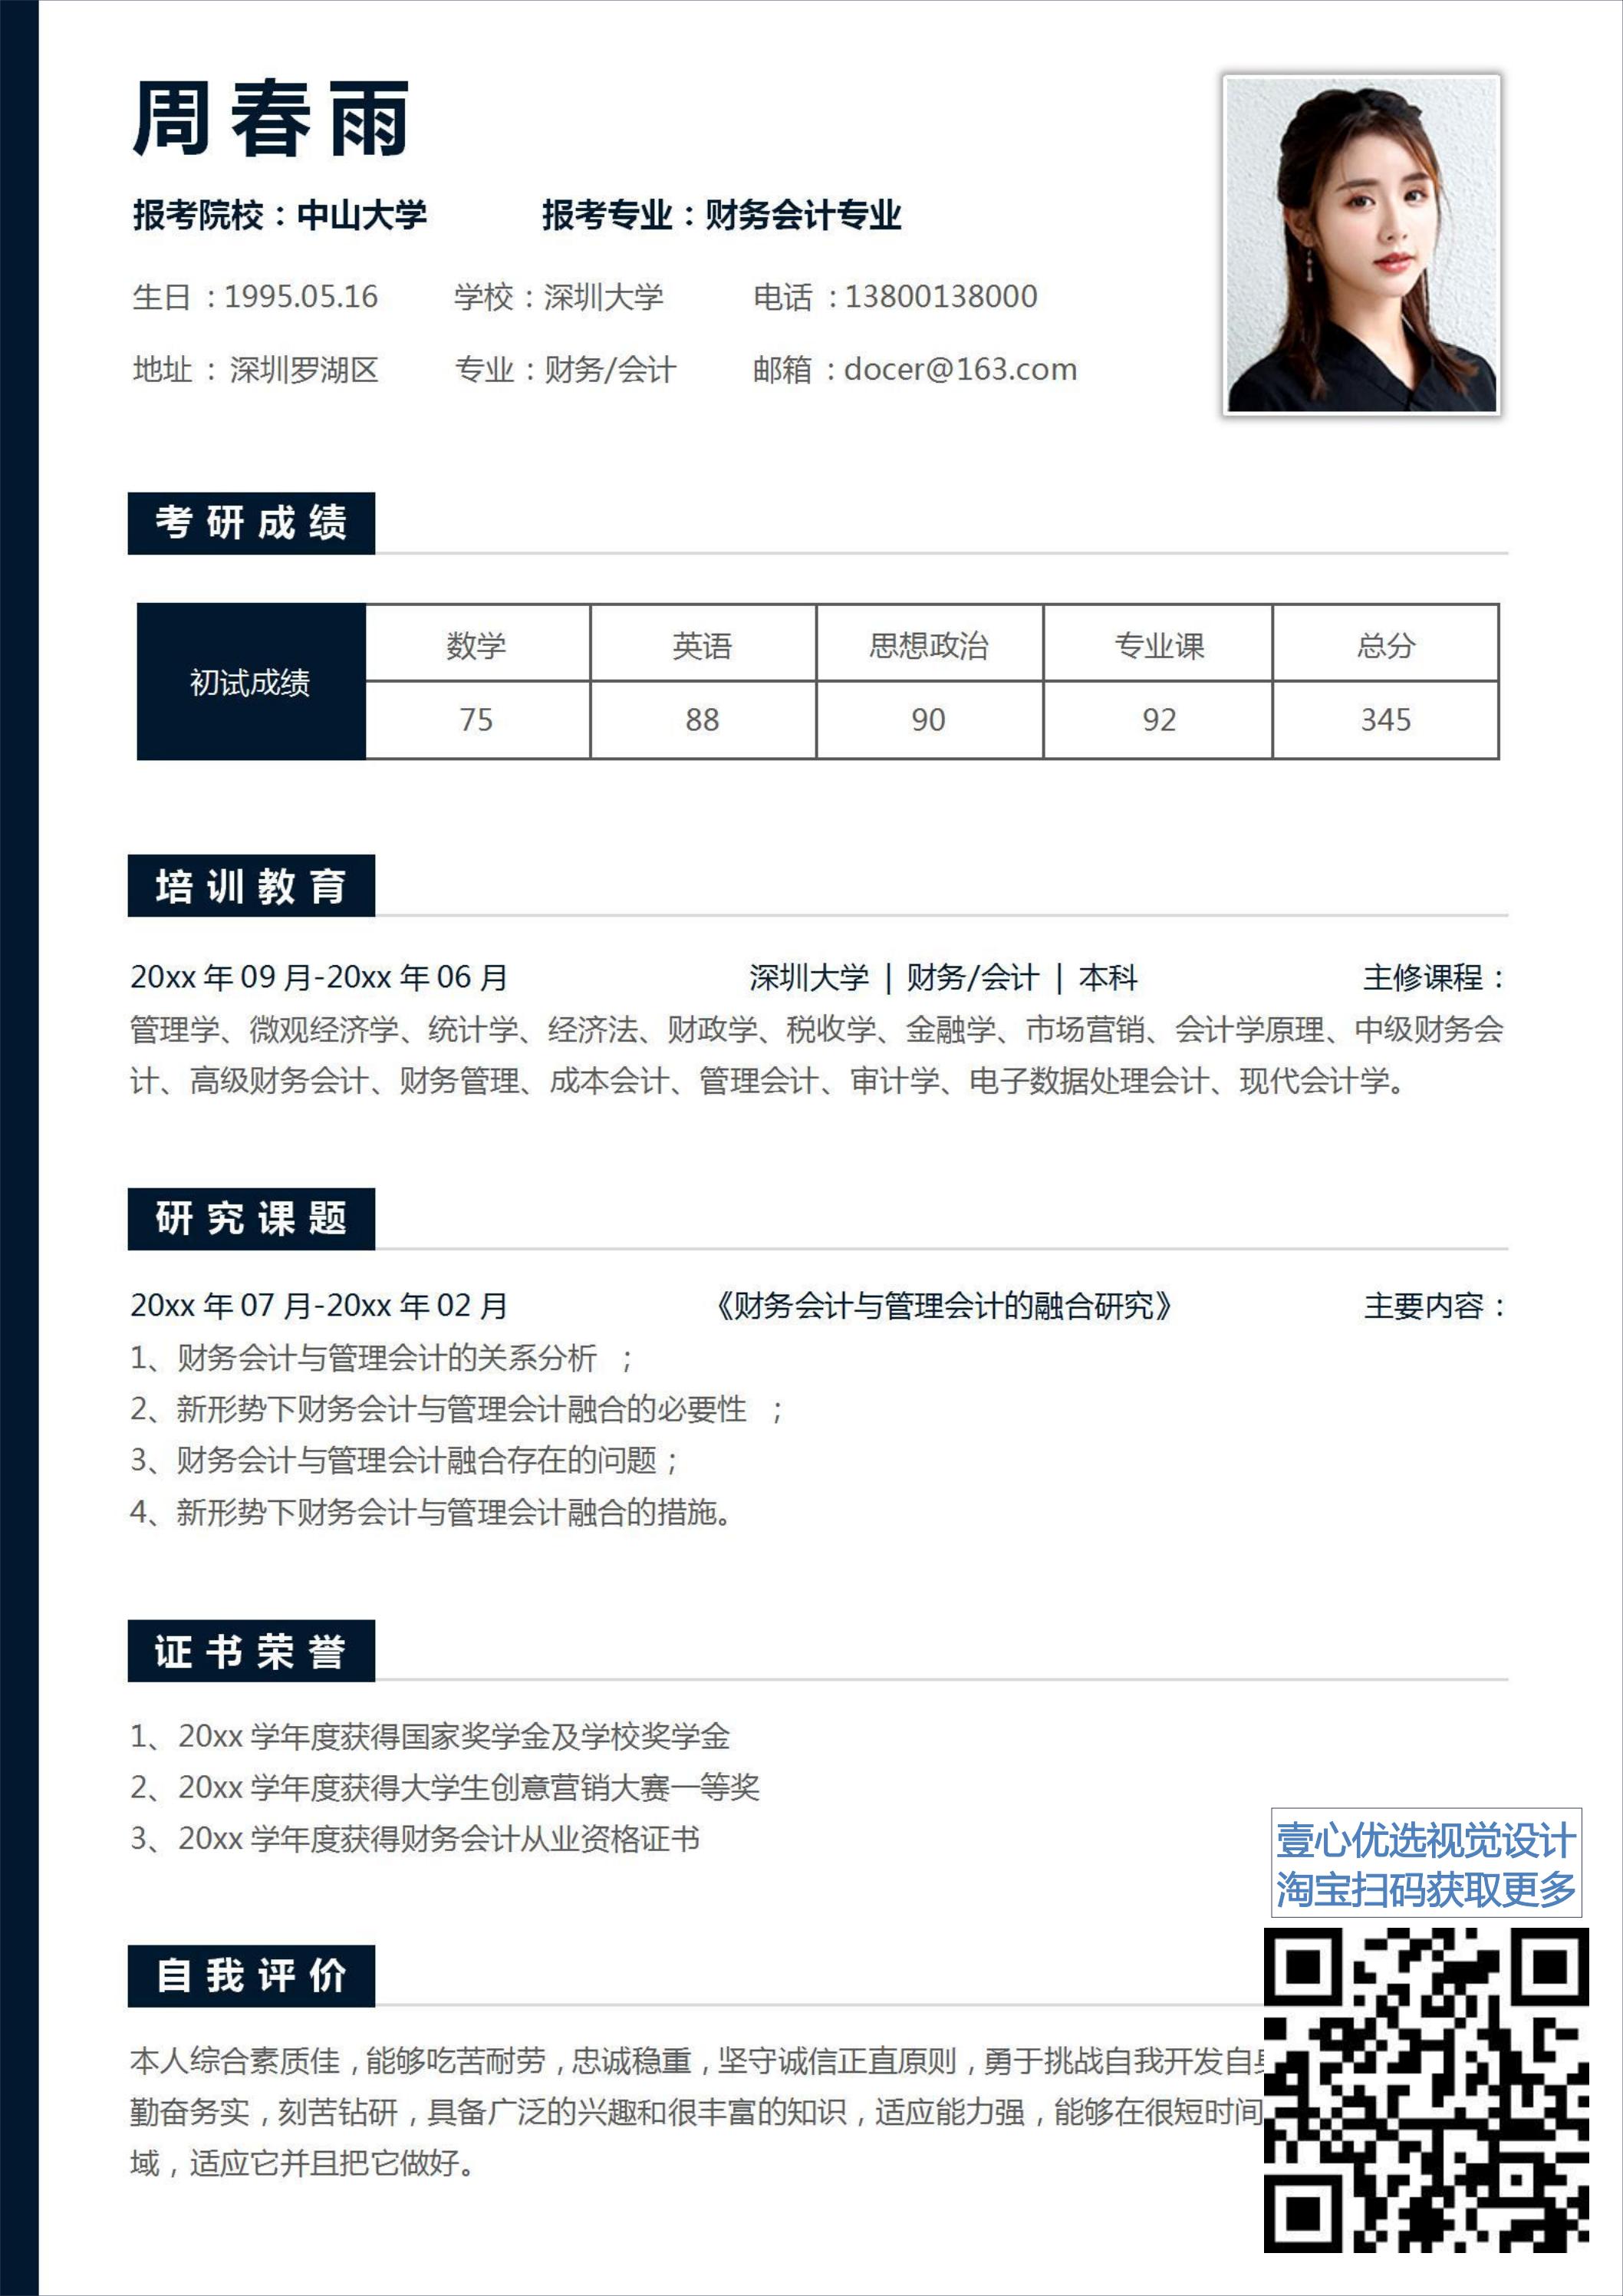 周春雨
报考院校：中山大学 报考专业：财务会计专业
生日：1995.05.16 学校：深圳大学 电话：13800138000
地址：深圳罗湖区 专业：财务/会计 邮箱：docer@163.com
考研成绩
初试成绩 数学 英语 思想政治 专业课 总分
75 88 90 92 345
培训教育
20xx 年 09 月-20xx 年 06 月 深圳大学 | 财务/会计 | 本科 主修课程：
管理学、微观经济学、统计学、经济法、财政学、税收学、金融学、市场营销、会计学原理、中级财务会
计、高级财务会计、财务管理、成本会计、管理会计、审计学、电子数据处理会计、现代会计学。
研究课题
20xx 年 07 月-20xx 年 02 月 《财务会计与管理会计的融合研究》 主要内容：
1、财务会计与管理会计的关系分析 ；
2、新形势下财务会计与管理会计融合的必要性 ；
3、财务会计与管理会计融合存在的问题；
4、新形势下财务会计与管理会计融合的措施。
证书荣誉
1、20xx 学年度获得国家奖学金及学校奖学金
2、20xx 学年度获得大学生创意营销大赛一等奖
3、20xx 学年度获得财务会计从业资格证书
壹心优选视觉设计
淘宝扫码获取更多
自我评价
本人综合素质佳，能够吃苦耐劳，忠诚稳重，坚守诚信正直原则，勇于挑战自我开发自
勤奋务实，刻苦钻研，具备广泛的兴趣和很丰富的知识，适应能力强，能够在很短时间
域，适应它并且把它做好。